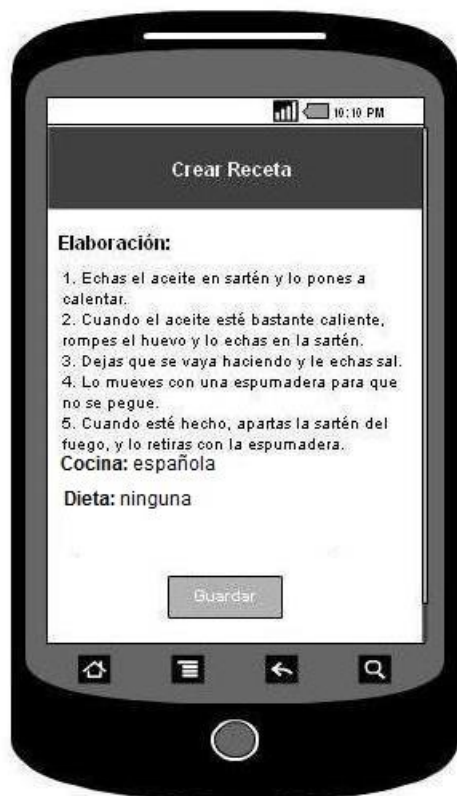 10:10 PM
Crear Receta
Elaboración:
1. Echas el aceite en sartén y lo pones a
calentar.
2. Cuando el aceite esté bastante caliente,
rompes el huevo y lo echas en la sartén.
3. Dejas que se vaya haciendo y le echas sal.
4. Lo mueves con una espumadera para que
no se pegue.
5. Cuando esté hecho, apartas la sartén del
fuego, y lo retiras con la espumadera.
Cocina: española
Dieta: ninguna
Guardar